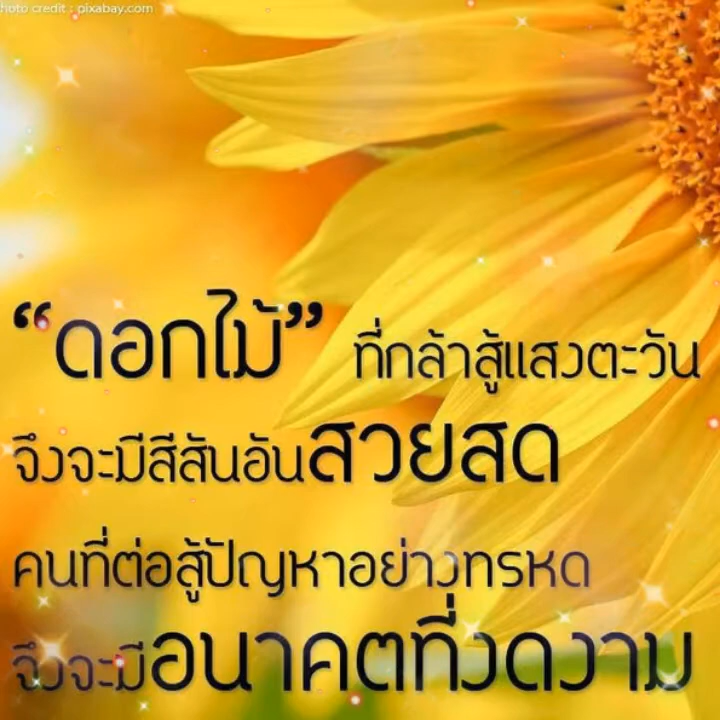 hoto credit : pixabay.com
“ดอกไม้” ที่กล้าสู้แสงตะวัน
จึงจะมีสีสันอันสวยสด
คนที่ต่อสู้ปัญหาอย่างทรหด
จึงจะมีอนาคตที่งดงาม